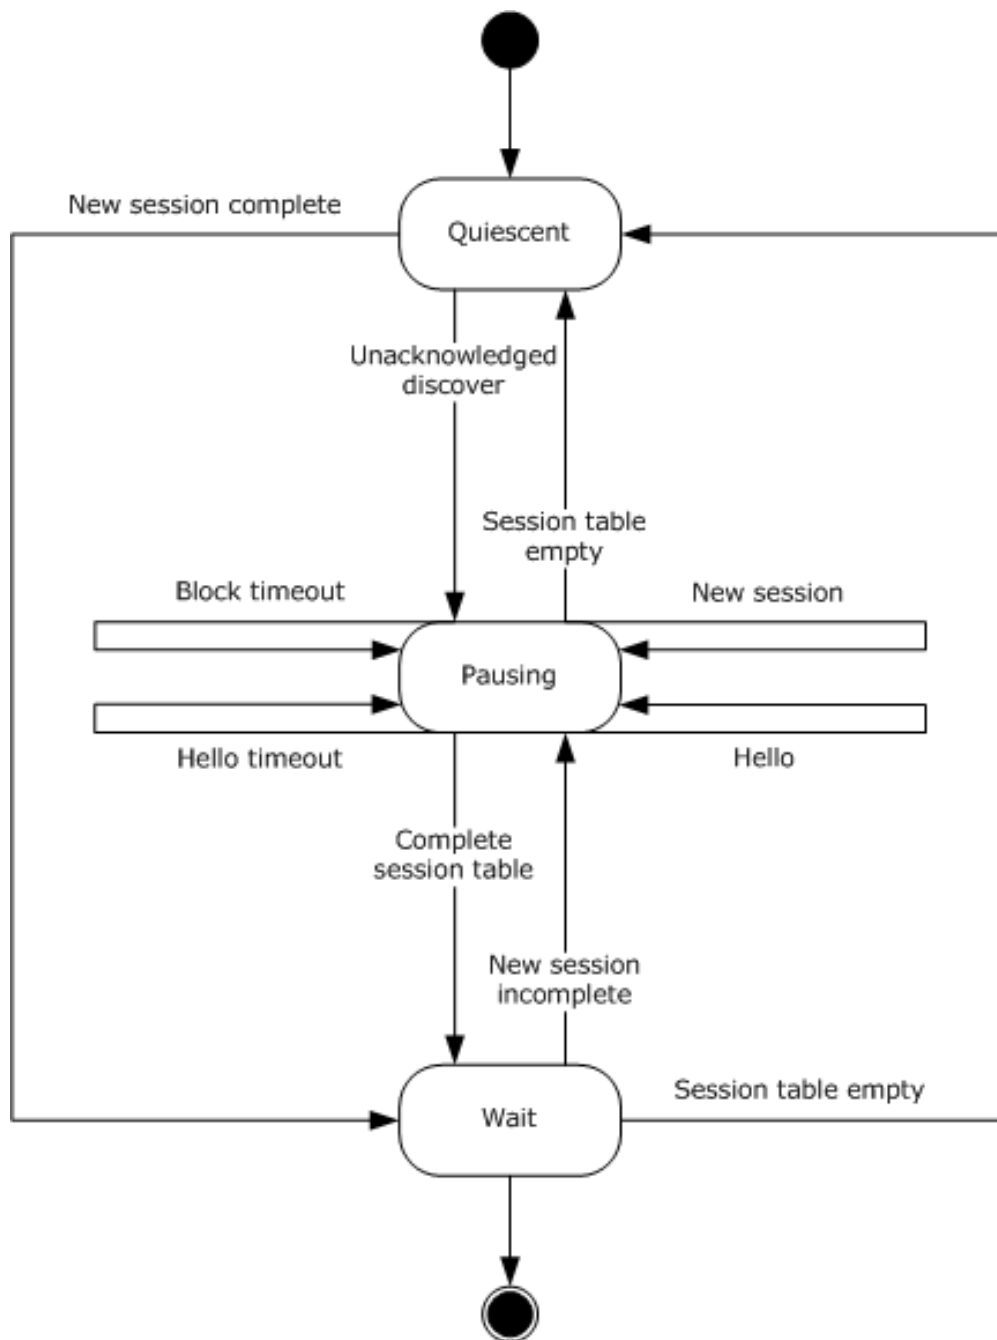 New session complete
Quiescent
Unacknowledged
discover
Session table
empty
Block timeout
New session
Pausing
Hello timeout
Hello
Complete
session table
New session
incomplete
Session table empty
Wait